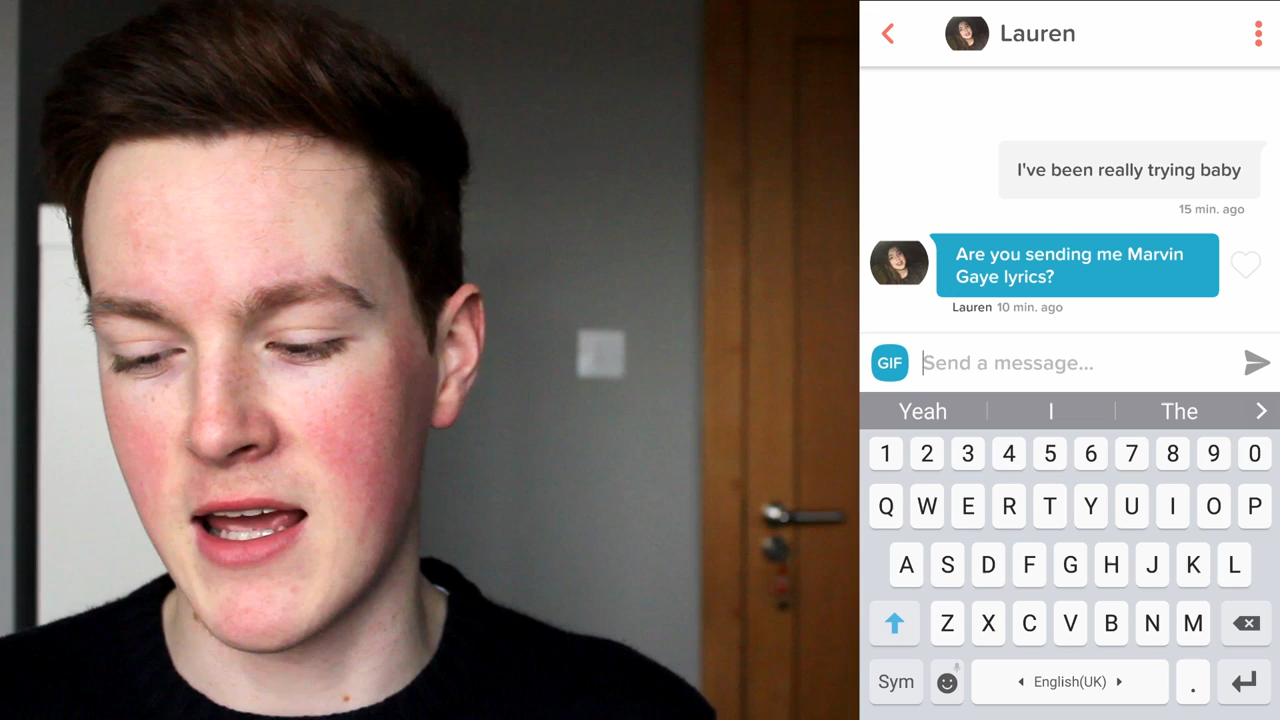 Lauren
I've been really trying baby
15 min. ago
Are you sending me Marvin
Gaye lyrics?
Lauren 10 min. ago
GIF Send a message...
Yeah I The
1 2 3 4 5 6 7 8 9 0
Q W E R T Y U I O P
A S D F G H J K L
Z X C V B N M
Sym English(UK) .